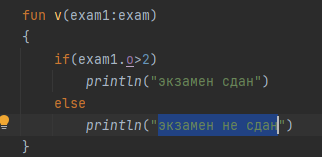 fun v(exam1:exam)
{
if(exam1.o>2)
println("экзамен сдан")
else
println("экзамен не сдан")
}